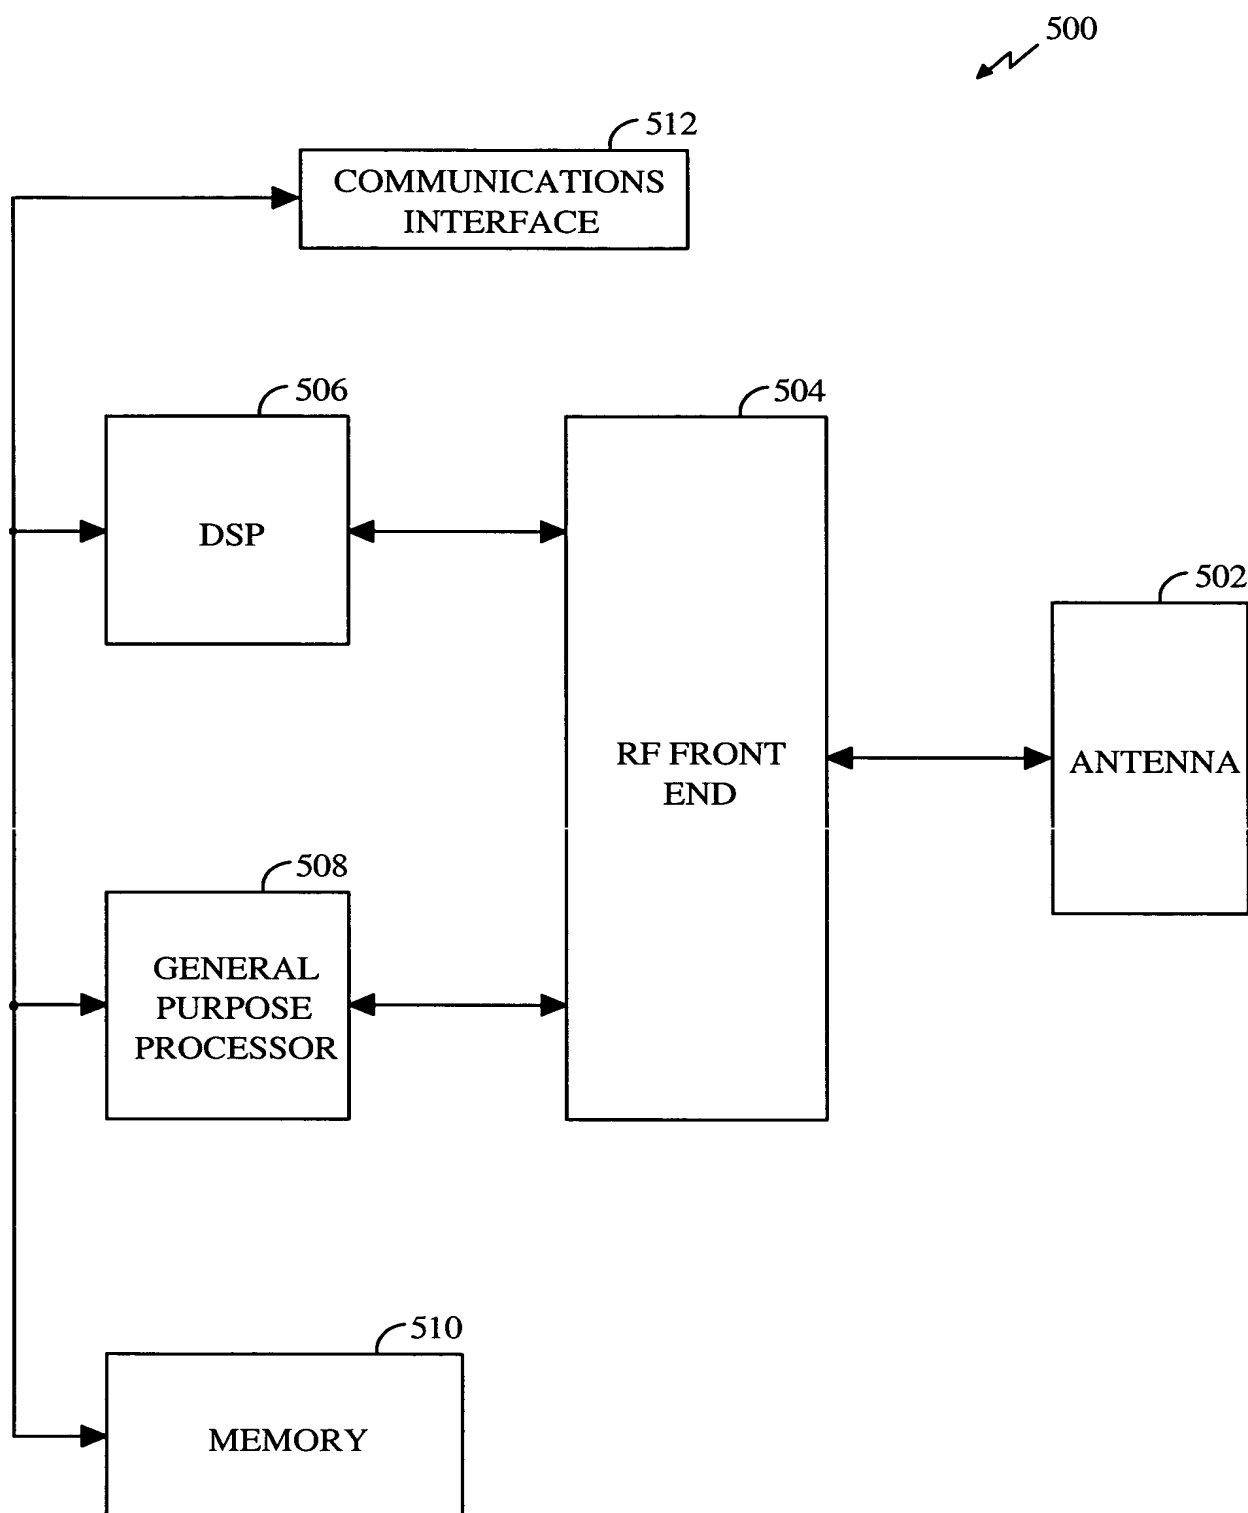 500
512
COMMUNICATIONS
INTERFACE
506
504
DSP
502
RF FRONT
END
ANTENNA
508
GENERAL
PURPOSE
PROCESSOR
510
MEMORY